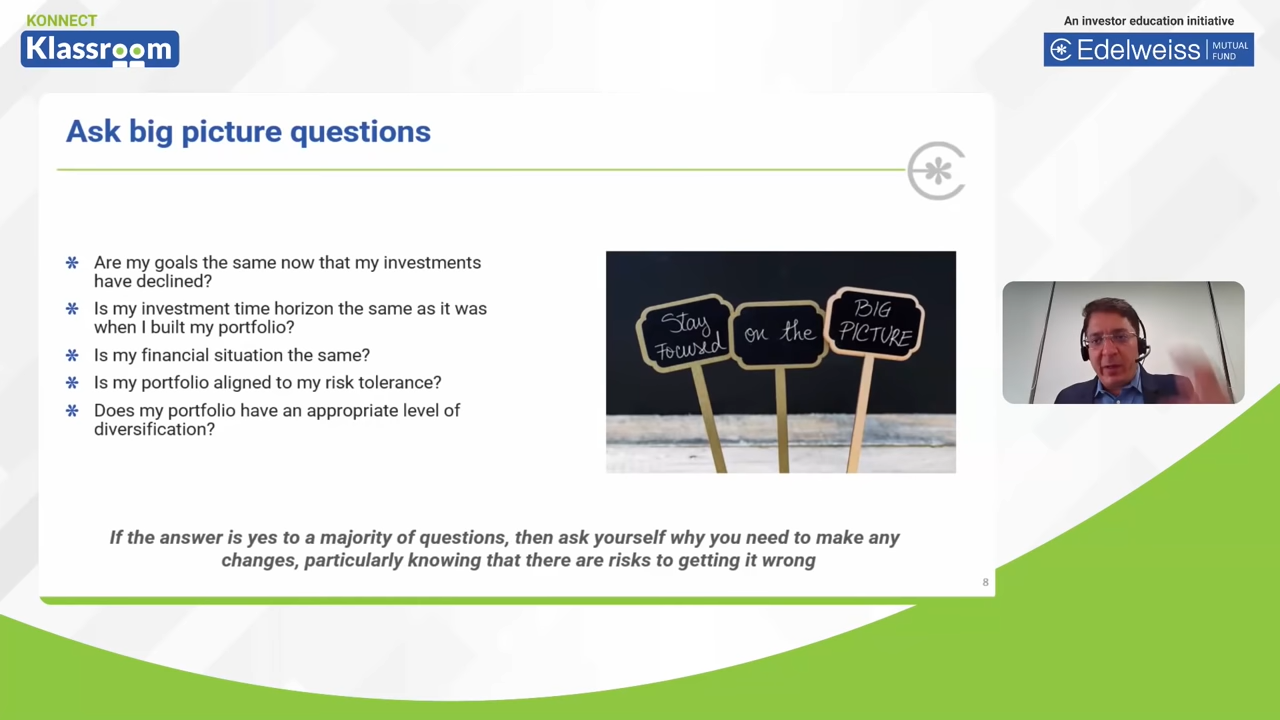 KONNECT
Klassroom
An investor education initiative
Edelweiss MUTUAL
FUND
Ask big picture questions
Are my goals the same now that my investments
have declined?
Is my investment time horizon the same as it was
when I built my portfolio?
Is my financial situation the same?
Is my portfolio aligned to my risk tolerance?
Does my portfolio have an appropriate level of
diversification?
Stay
Focused
on the
BIG
PICTURE
If the answer is yes to a majority of questions, then ask yourself why you need to make any
changes, particularly knowing that there are risks to getting it wrong
8